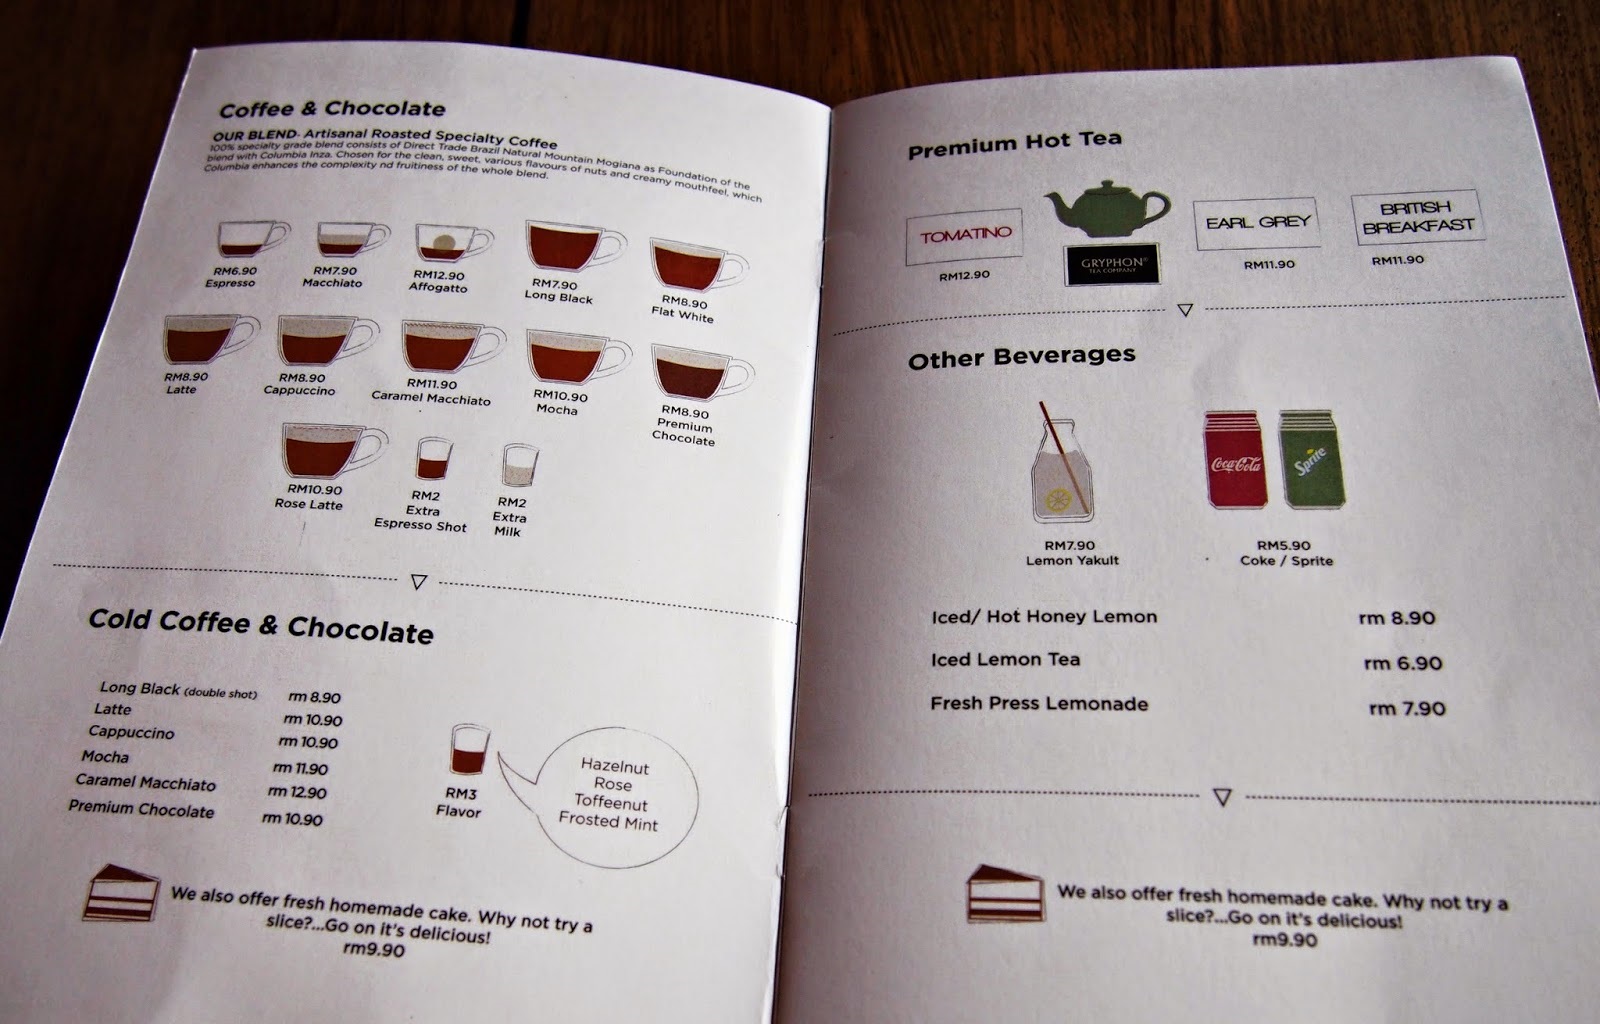 Coffee & Chocolate
OUR BLEND- Artisanal Roasted Specialty Coffee
100% specialty grade blend consists of Direct Trade Brazil Natural Mountain Mogiana as Foundation of the
blend with Columbia Inza. Chosen for the clean, sweet, various flavours of nuts and creamy mouthfeel, which
Columbia enhances the complexity nd fruitiness of the whole blend.
RM6.90
Espresso
RM7.90
Macchiato
RM12.90
Affogatto
RM7.90
Long Black
RM8.90
Flat White
RM8.90
Latte
RM8.90
Cappuccino
RM11.90
Caramel Macchiato
RM10.90
Mocha
RM8.90
Premium
Chocolate
RM10.90
Rose Latte
RM2
Extra
Espresso Shot
RM2
Extra
Milk
Cold Coffee & Chocolate
Long Black (double shot) rm 8.90
Latte rm 10.90
Cappuccino rm 10.90
Mocha rm 11.90
Caramel Macchiato rm 12.90
Premium Chocolate rm 10.90
RM3
Flavor
Hazelnut
Rose
Toffeenut
Frosted Mint
We also offer fresh homemade cake. Why not try a
slice?...Go on it's delicious!
rm9.90
Premium Hot Tea
TOMATINO
RM12.90
GRYPHON®
TEA COMPANY
EARL GREY
RM11.90
BRITISH
BREAKFAST
RM11.90
Other Beverages
RM7.90
Lemon Yakult
Coca-Cola
Sprite
RM5.90
Coke / Sprite
Iced/ Hot Honey Lemon rm 8.90
Iced Lemon Tea rm 6.90
Fresh Press Lemonade rm 7.90
We also offer fresh homemade cake. Why not try a
slice?...Go on it's delicious!
rm9.90